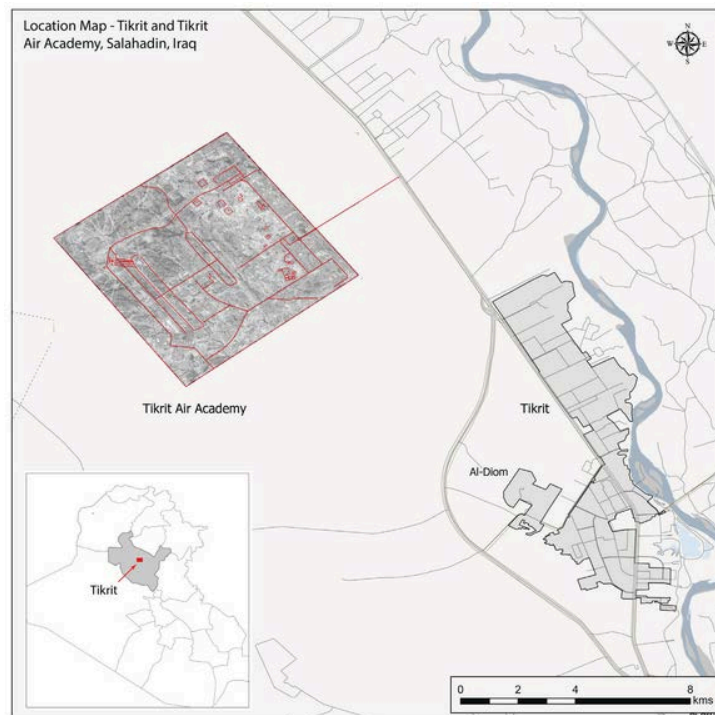 Location Map - Tikrit and Tikrit
Air Academy, Salahadin, Iraq
N
W E
S
Tikrit Air Academy
Tikrit
Al-Diom
Tikrit
0 2 4 8
kms